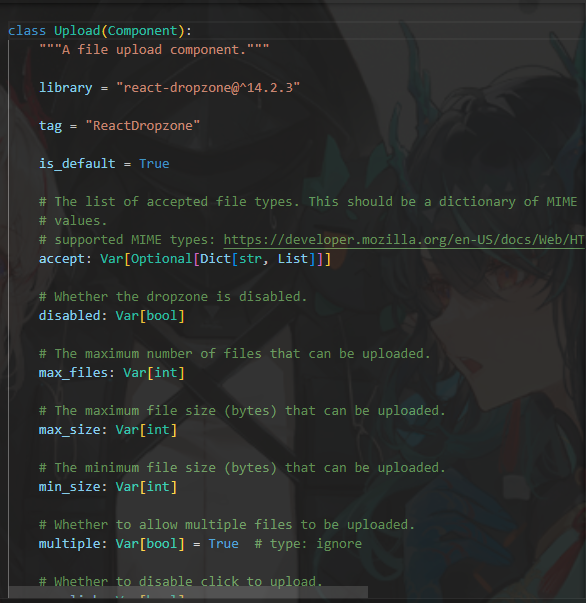 class Upload(Component):
    """A file upload component."""
    library = "react-dropzone@^14.2.3"
    tag = "ReactDropzone"
    is_default = True
    # The list of accepted file types. This should be a dictionary of MIME
    # values.
    # supported MIME types: https://developer.mozilla.org/en-US/docs/Web/HT
    accept: Var[Optional[Dict[str, List]]]
    # Whether the dropzone is disabled.
    disabled: Var[bool]
    # The maximum number of files that can be uploaded.
    max_files: Var[int]
    # The maximum file size (bytes) that can be uploaded.
    max_size: Var[int]
    # The minimum file size (bytes) that can be uploaded.
    min_size: Var[int]
    # Whether to allow multiple files to be uploaded.
    multiple: Var[bool] = True  # type: ignore
    # Whether to disable click to upload.